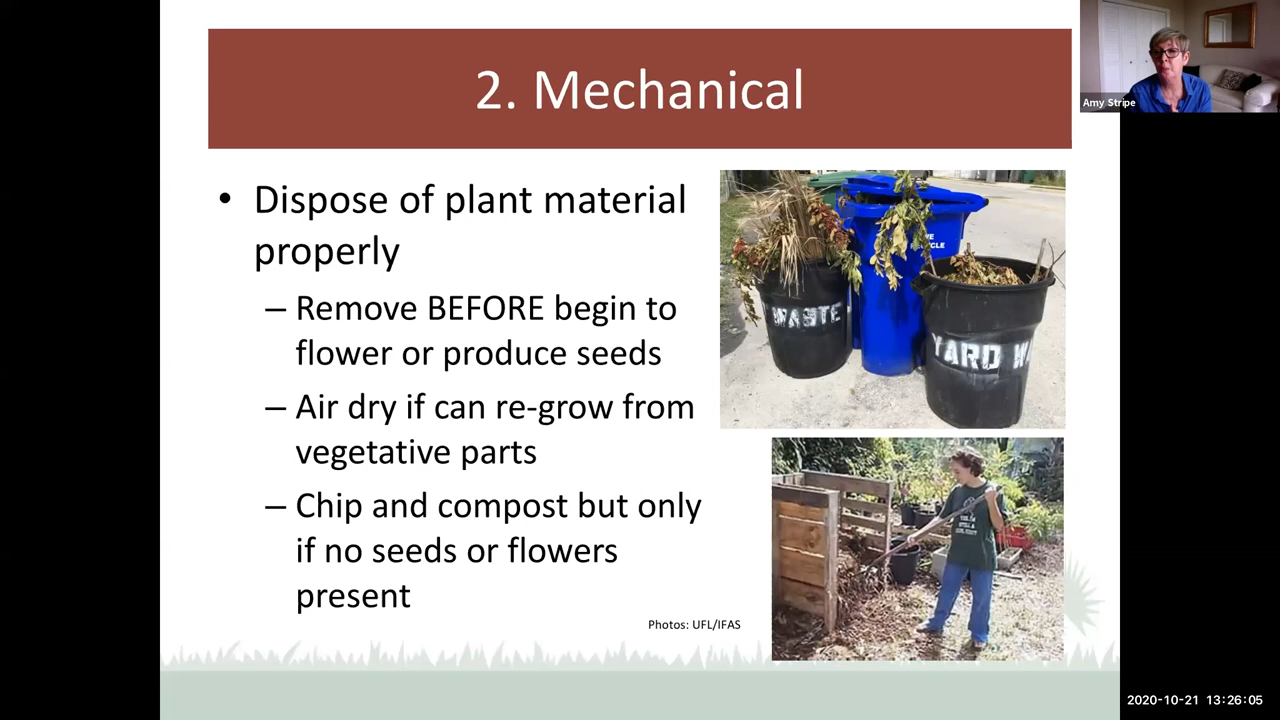 2. Mechanical
Amy Stripe
• Dispose of plant material
properly
– Remove BEFORE begin to
flower or produce seeds
– Air dry if can re-grow from
vegetative parts
– Chip and compost but only
if no seeds or flowers
present
WASTE
YARD W
Photos: UFL/IFAS
2020-10-21 13:26:05